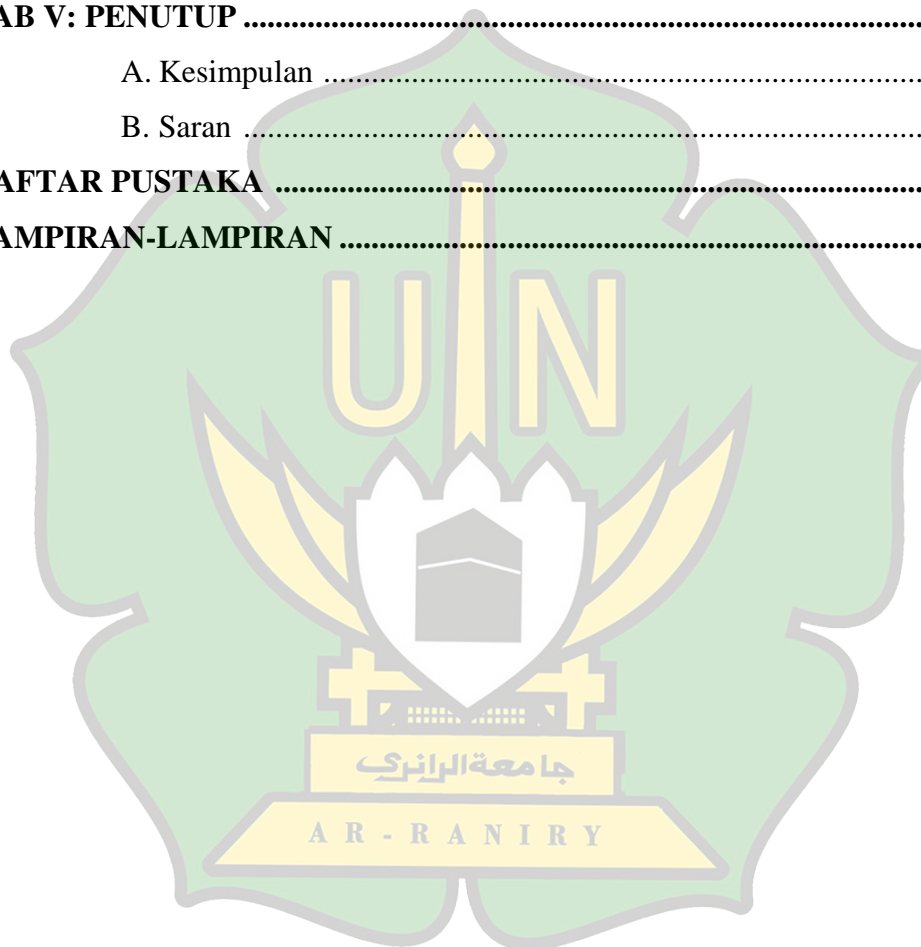 AB V: PENUTUP ................................................................................
A. Kesimpulan ................................................................................
B. Saran ................................................................................
AFTAR PUSTAKA ................................................................................
AMPIRAN-LAMPIRAN ................................................................................
UIN
جامعة الرانري
AR-RANIRY